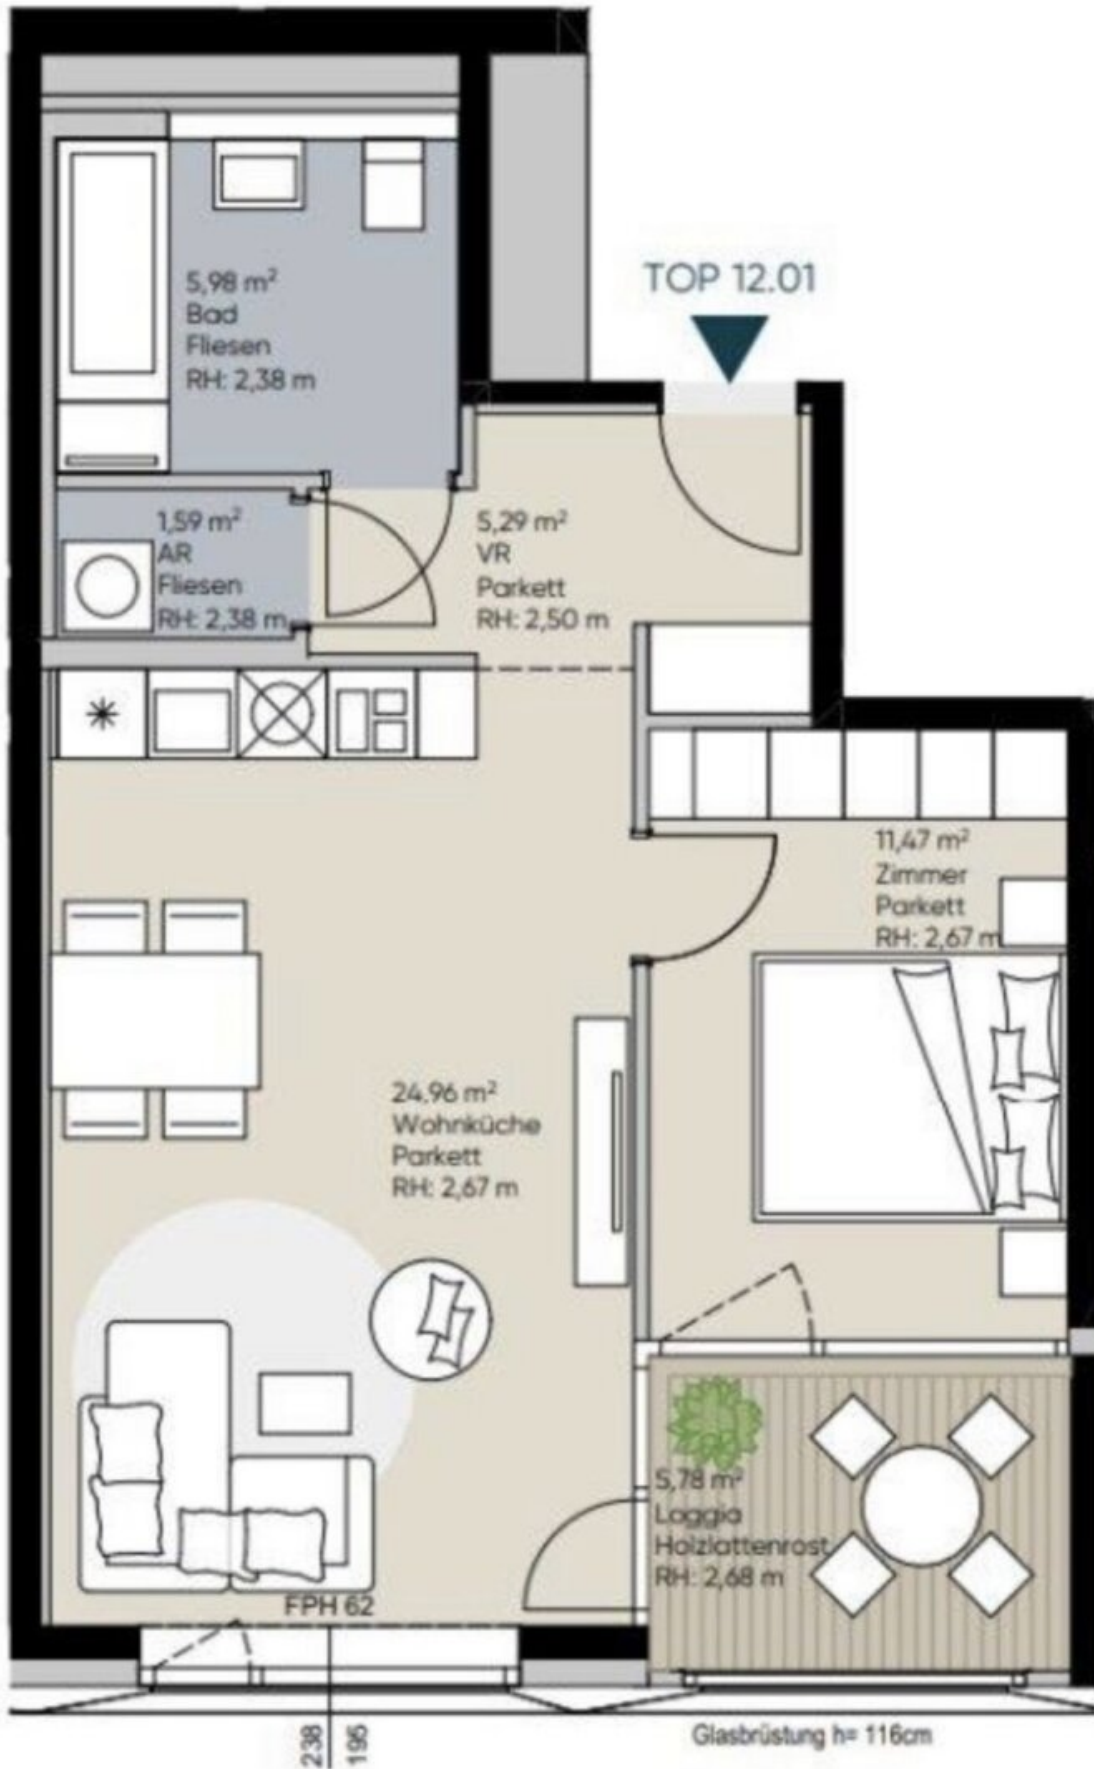 TOP 12.01
5,98 m²
Bad
Fliesen
RH: 2,38 m
1,59 m²
AR
Fliesen
RH: 2,38 m
5,29 m²
VR
Parkett
RH: 2,50 m
11,47 m²
Zimmer
Parkett
RH: 2,67 m
24,96 m²
Wohnküche
Parkett
RH: 2,67 m
5,78 m²
Loggia
Holzlattenrost
RH: 2,68 m
FPH 62
238
195
Glasbrüstung h= 116cm